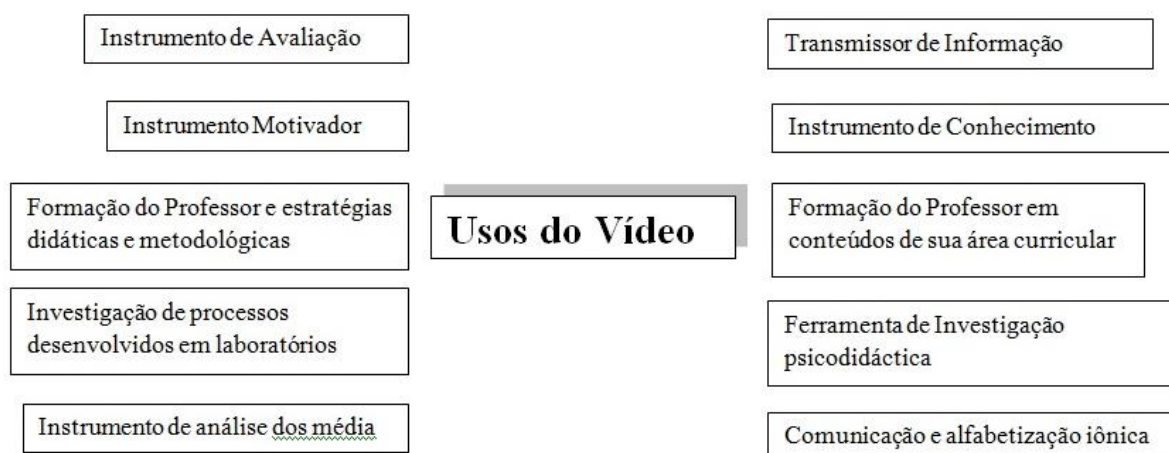 Instrumento de Avaliação
Instrumento Motivador
Formação do Professor e estratégias
didáticas e metodológicas
Investigação de processos
desenvolvidos em laboratórios
Instrumento de análise dos média
Usos do Vídeo
Transmissor de Informação
Instrumento de Conhecimento
Formação do Professor em
conteúdos de sua área curricular
Ferramenta de Investigação
psicodidáctica
Comunicação e alfabetização iônica